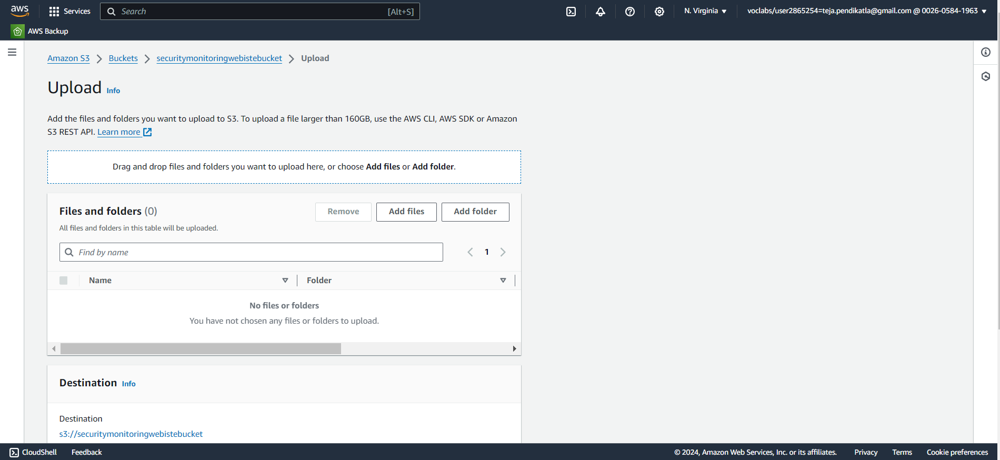 aws
Services
Search
[Alt+S]
N. Virginia
voclabs/user2865254=teja.pendikatla@gmail.com @ 0026-0584-1963
AWS Backup
Amazon S3
Buckets
securitymonitoringwebistebucket
Upload
Upload Info
Add the files and folders you want to upload to S3. To upload a file larger than 160GB, use the AWS CLI, AWS SDK or Amazon
S3 REST API. Learn more
Drag and drop files and folders you want to upload here, or choose Add files or Add folder.
Files and folders (0)
Remove
Add files
Add folder
All files and folders in this table will be uploaded.
Find by name
1
Name
Folder
No files or folders
You have not chosen any files or folders to upload.
Destination Info
Destination
s3://securitymonitoringwebistebucket
CloudShell
Feedback
© 2024, Amazon Web Services, Inc. or its affiliates.
Privacy
Terms
Cookie preferences